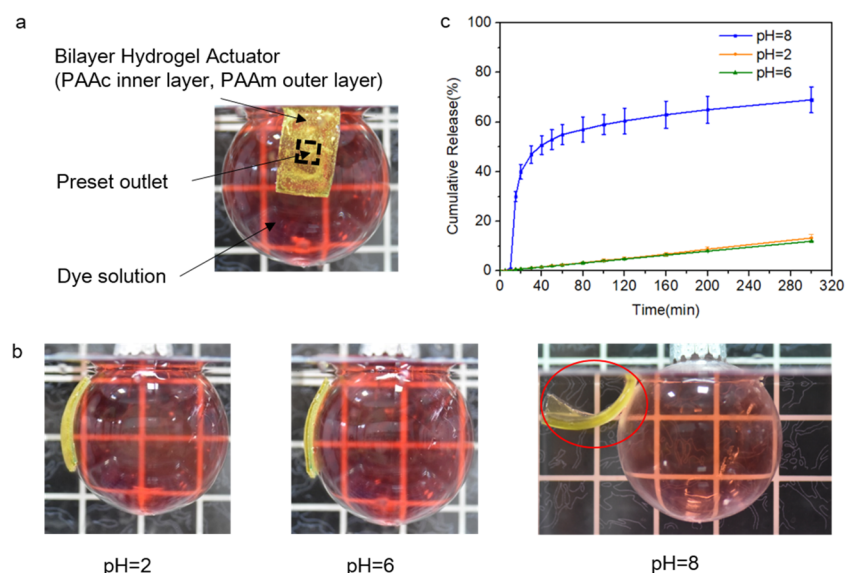 a
Bilayer Hydrogel Actuator
(PAAc inner layer, PAAm outer layer)
Preset outlet
Dye solution
c
Cumulative Release(%)
100
80
60
40
20
0
0 40 80 120 160 200 240 280 320
Time(min)
pH=8
pH=2
pH=6
b
pH=2
pH=6
pH=8